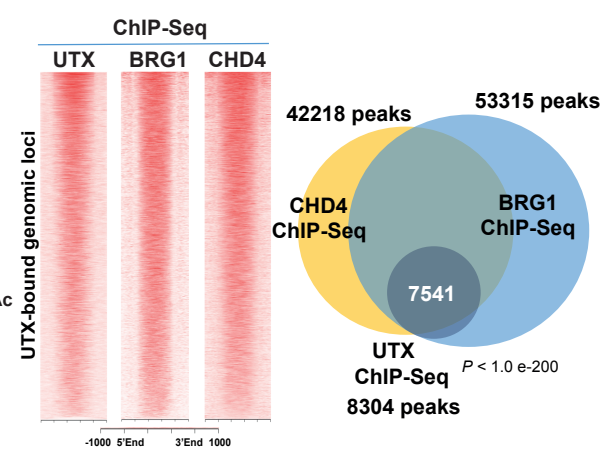 ChIP-Seq
UTX BRG1 CHD4
UTX-bound genomic loci
Ac
-1000 5'End 3'End 1000
42218 peaks
53315 peaks
CHD4
ChIP-Seq
BRG1
ChIP-Seq
7541
UTX
ChIP-Seq
8304 peaks
P < 1.0 e-200